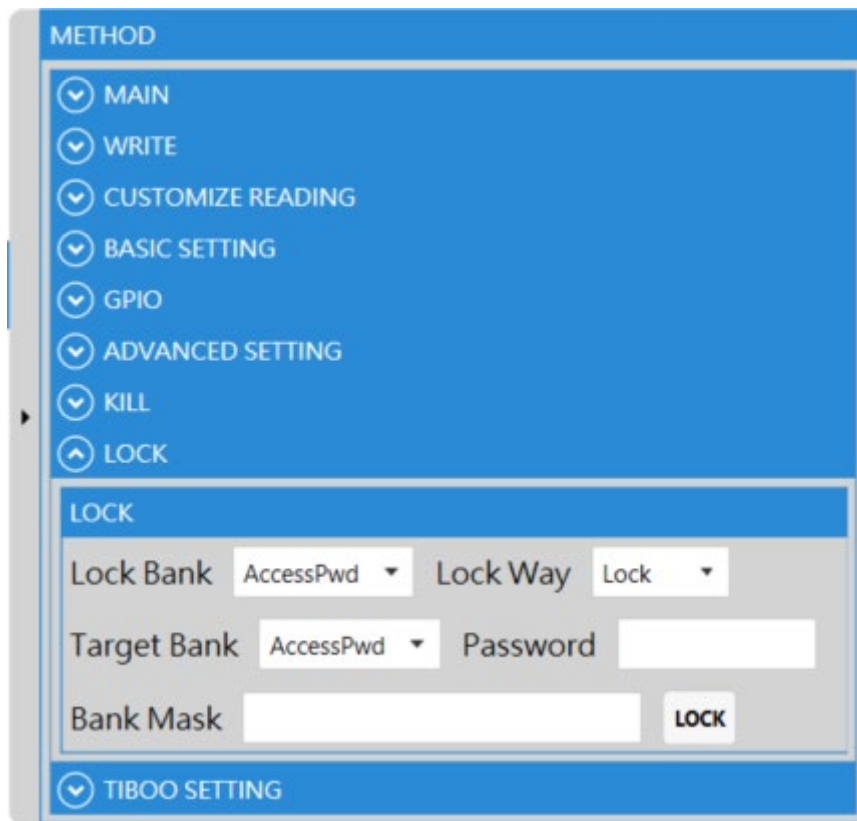 METHOD
MAIN
WRITE
CUSTOMIZE READING
BASIC SETTING
GPIO
ADVANCED SETTING
KILL
LOCK
LOCK
Lock Bank AccessPwd Lock Way Lock
Target Bank AccessPwd Password
Bank Mask LOCK
TIBOO SETTING